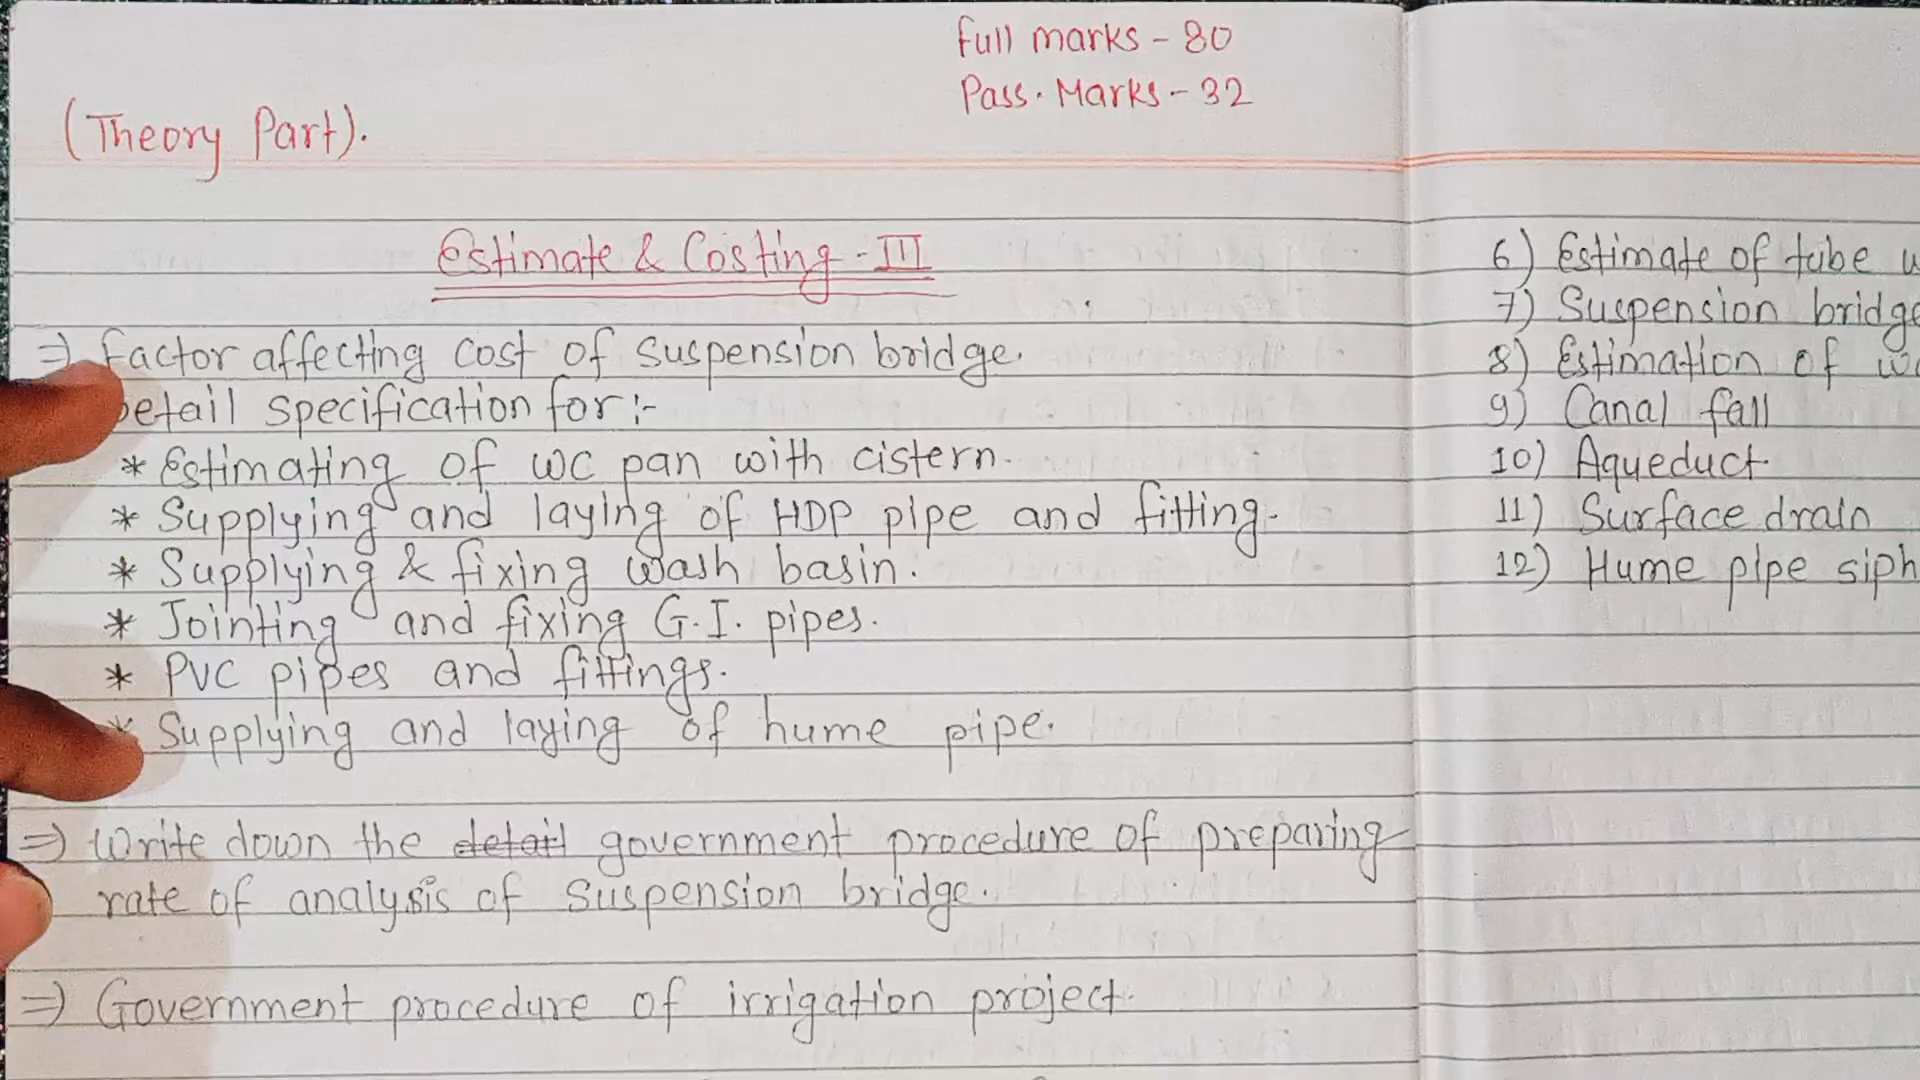 Full marks - 80
Pass. Marks - 32
(Theory Part).
Estimate & Costing - III
⇒ Factor affecting cost of suspension bridge.
Detail specification for :-
* Estimating of WC pan with cistern.
* Supplying and laying of HDP pipe and fitting.
* Supplying & fixing wash basin.
* Jointing and fixing G.I. pipes.
* PVC pipes and fittings.
* Supplying and laying of hume pipe.
⇒ Write down the detail government procedure of preparing
rate of analysis of suspension bridge.
⇒ Government procedure of irrigation project.
6) Estimate of tube
7) Suspension bridge
8) Estimation of
9) Canal fall
10) Aqueduct
11) Surface drain
12) Hume pipe siph